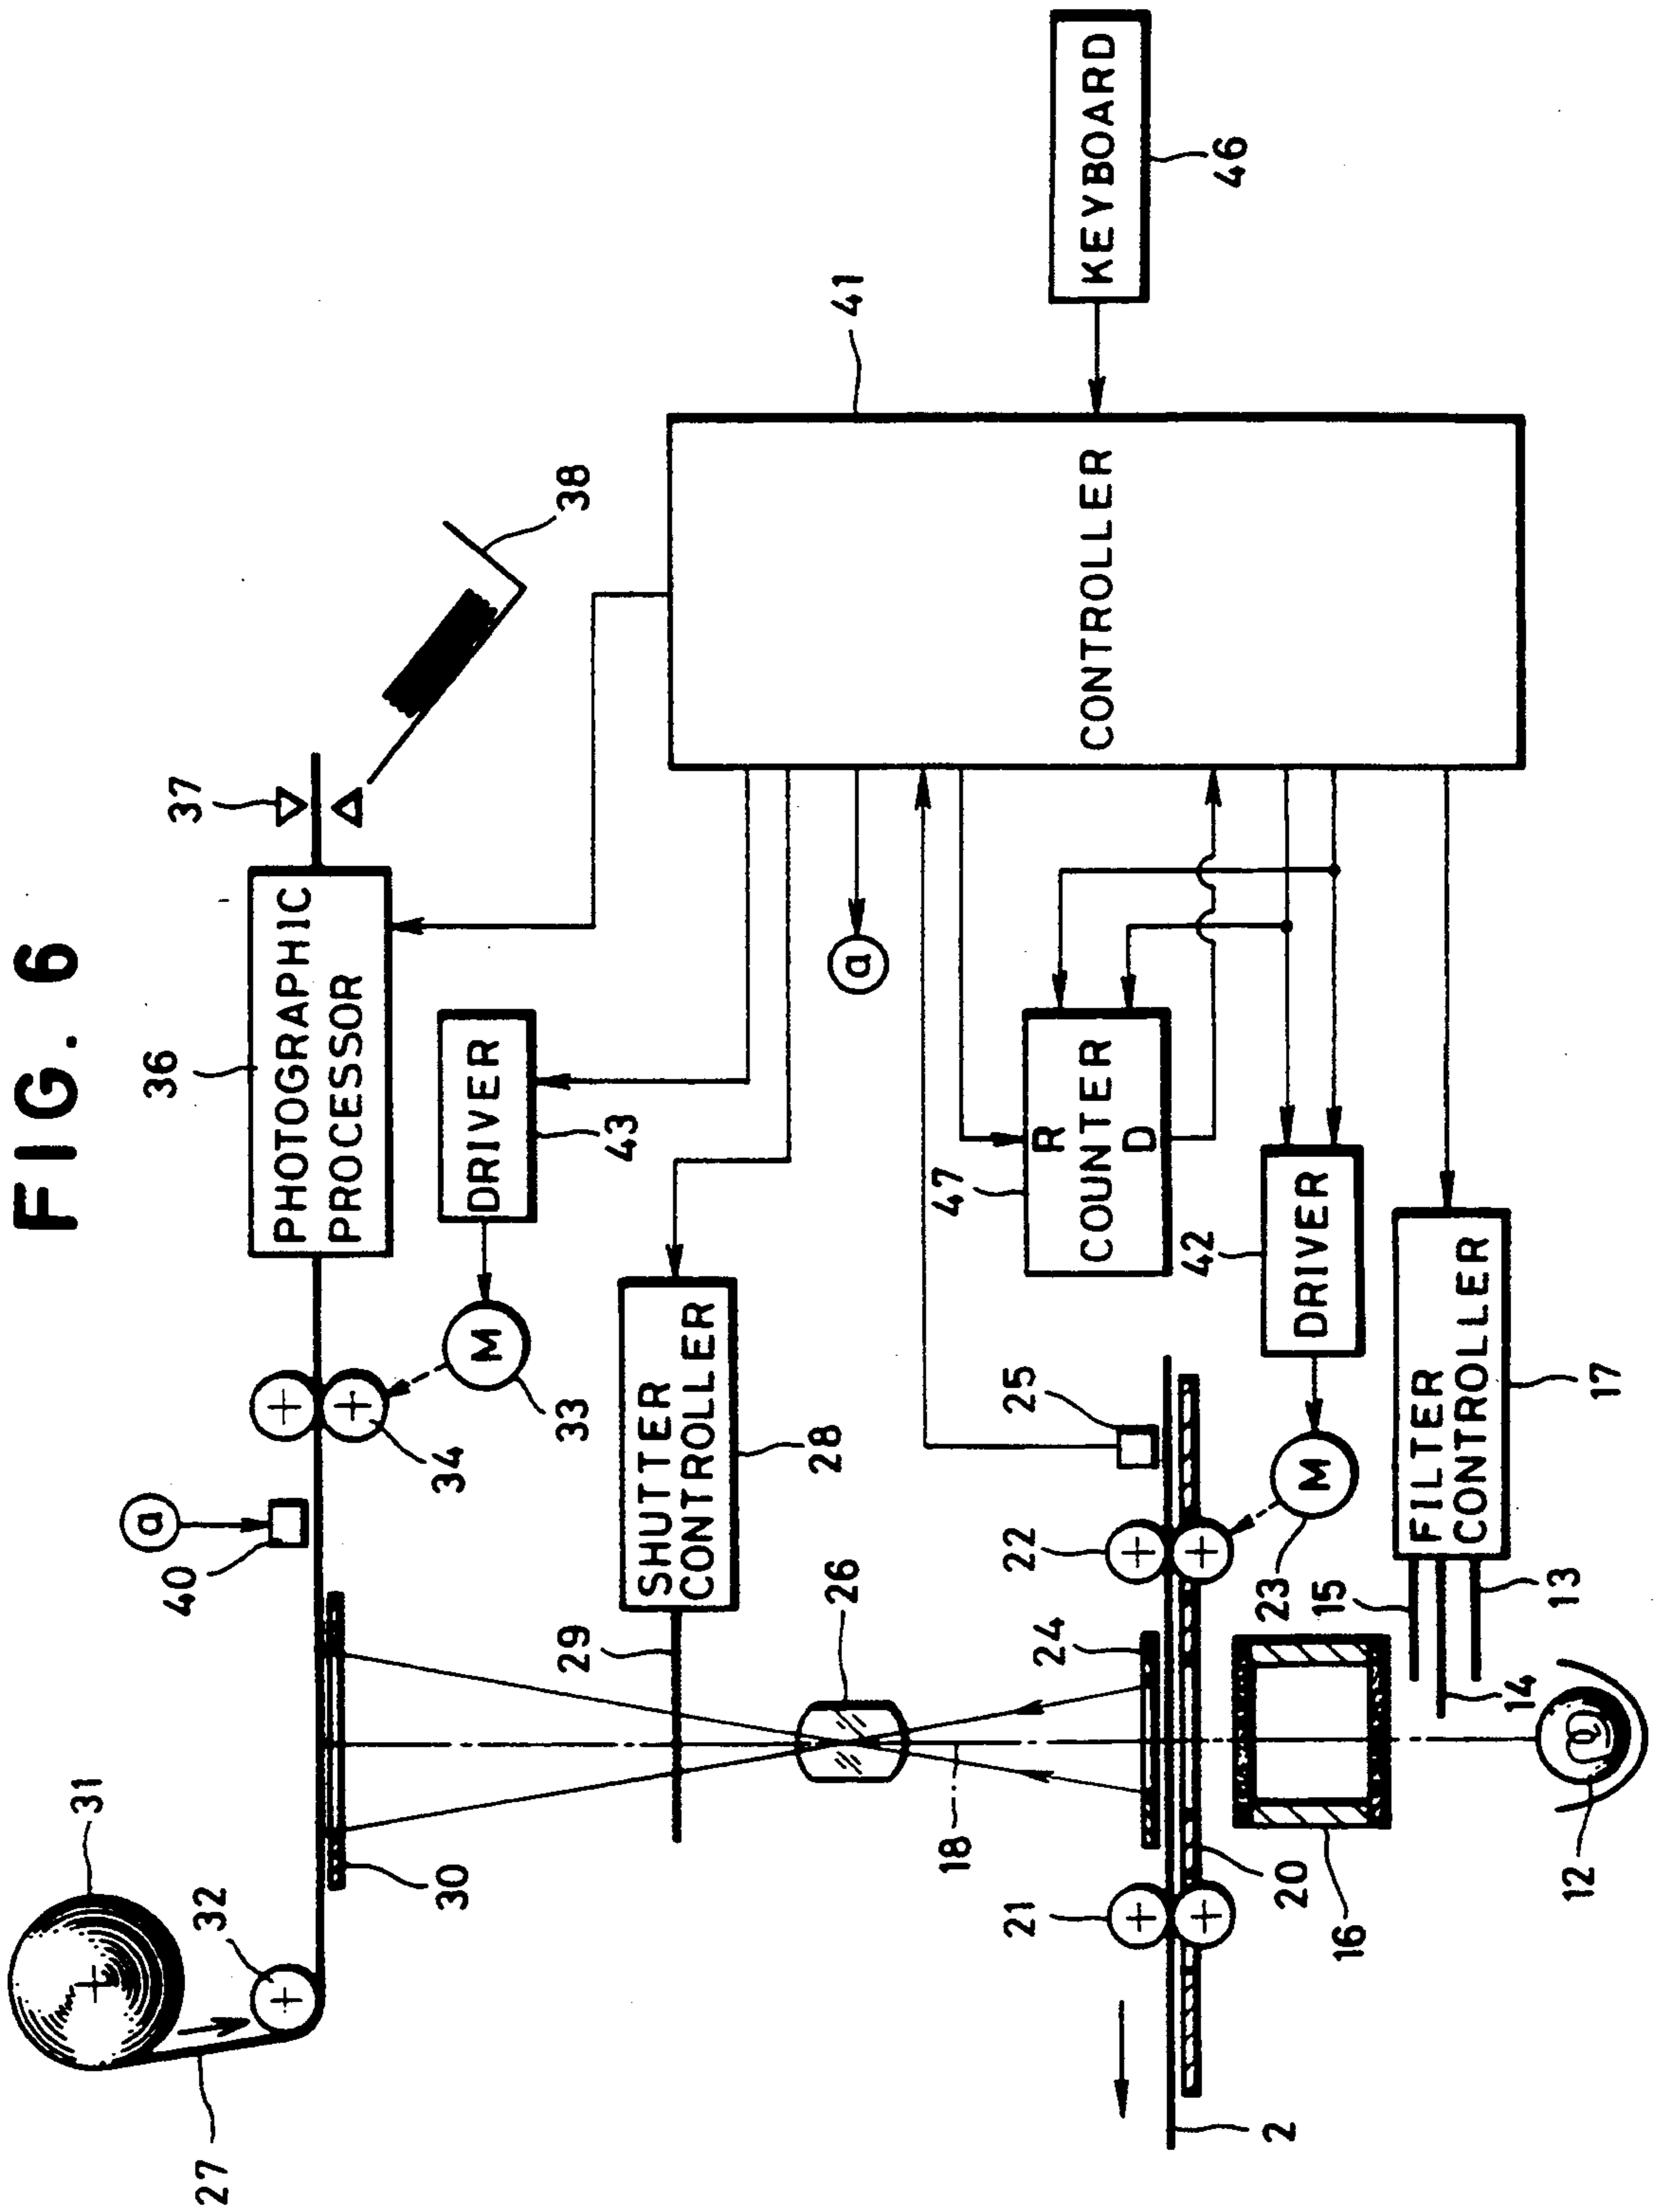 FIG. 6
31
32
27
30
a
40
34
33
M
36
PHOTOGRAPHIC
PROCESSOR
37
38
DRIVER
43
29
SHUTTER
CONTROLLER
28
26
18
a
41
CONTROLLER
KEYBOARD
46
47
R
COUNTER
D
25
24
22
21
20
2
42
DRIVER
M
23
16
15
14
13
12
FILTER
CONTROLLER
17